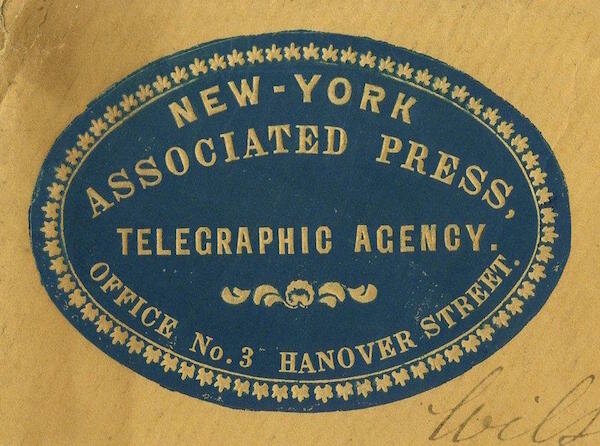 NEW-YORK
ASSOCIATED PRESS,
TELEGRAPHIC AGENCY.
OFFICE No. 3 HANOVER STREET.